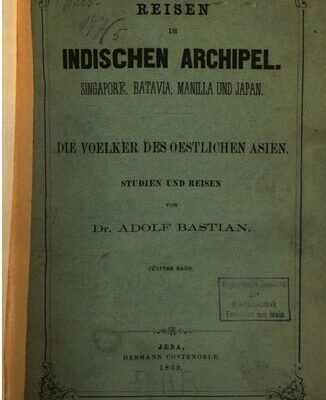 REISEN
IM
INDISCHEN ARCHIPEL.
SINGAPORE, BATAVIA, MANILLA UND JAPAN.
DIE VOELKER DES OESTLICHEN ASIEN.
STUDIEN UND REISEN
VON
Dr. ADOLF BASTIAN.
FÜNFTER BAND.
JENA,
HERMANN COSTENOBLE.
1869.